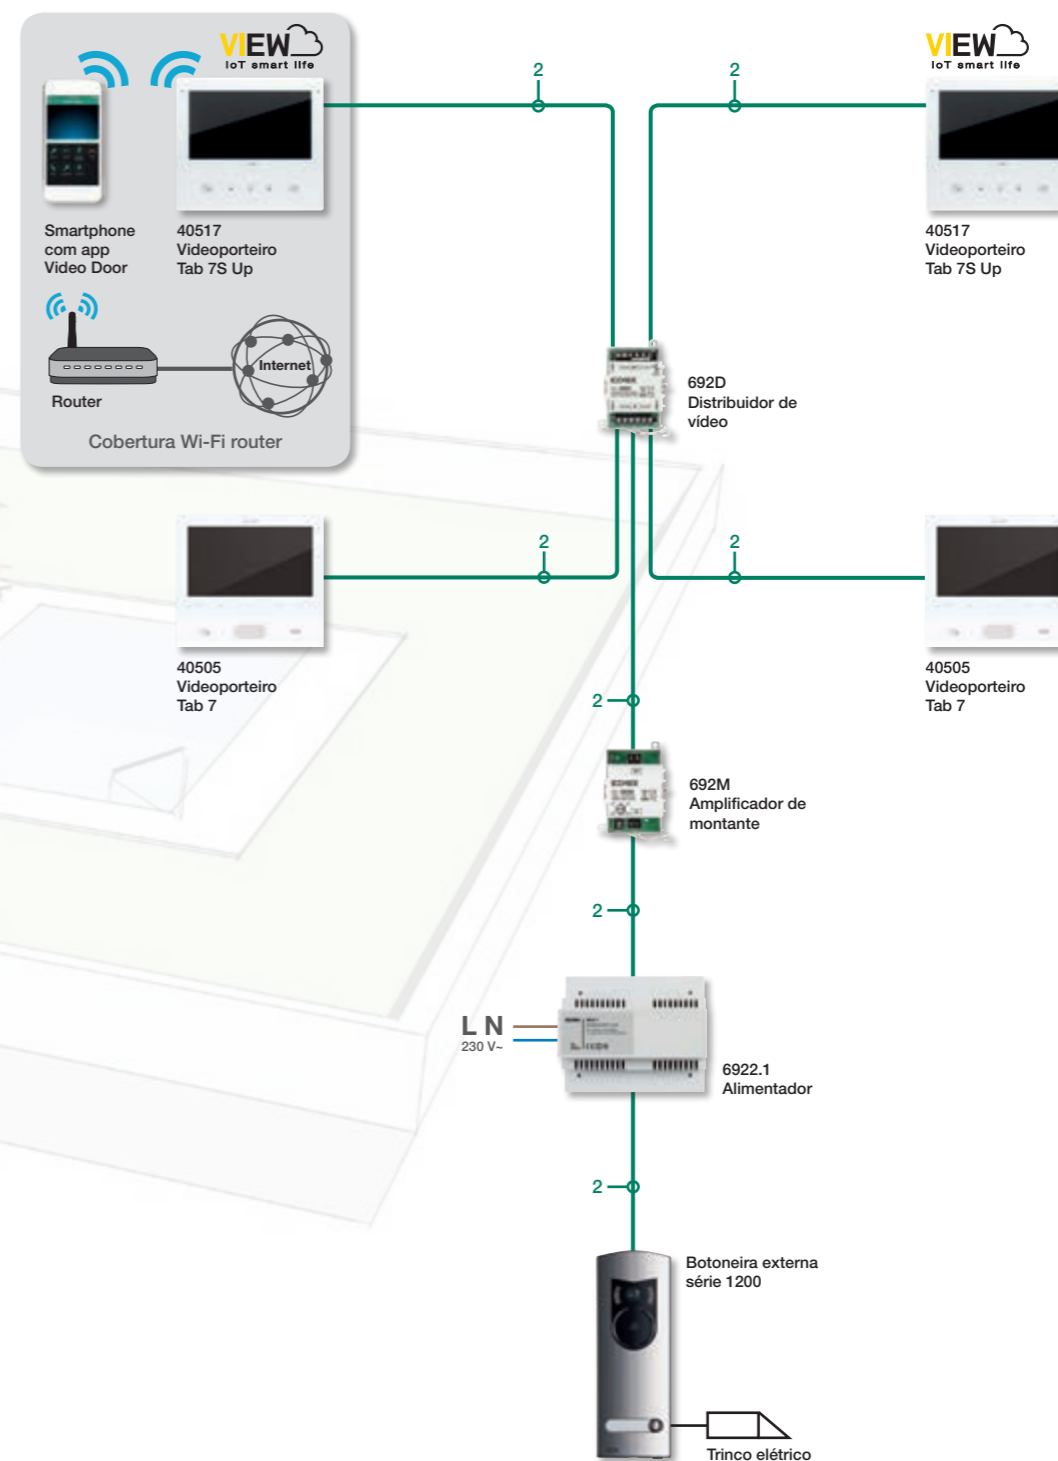 VIEW
IoT smart life
VIEW
IoT smart life
2
2
Smartphone
com app
Video Door
40517
Videoporteiro
Tab 7S Up
40517
Videoporteiro
Tab 7S Up
Internet
Router
Cobertura Wi-Fi router
692D
Distribuidor de
vídeo
2
2
40505
Videoporteiro
Tab 7
40505
Videoporteiro
Tab 7
2
692M
Amplificador de
montante
2
L N
230 V~
6922.1
Alimentador
2
Botoneira externa
série 1200
Trinco elétrico